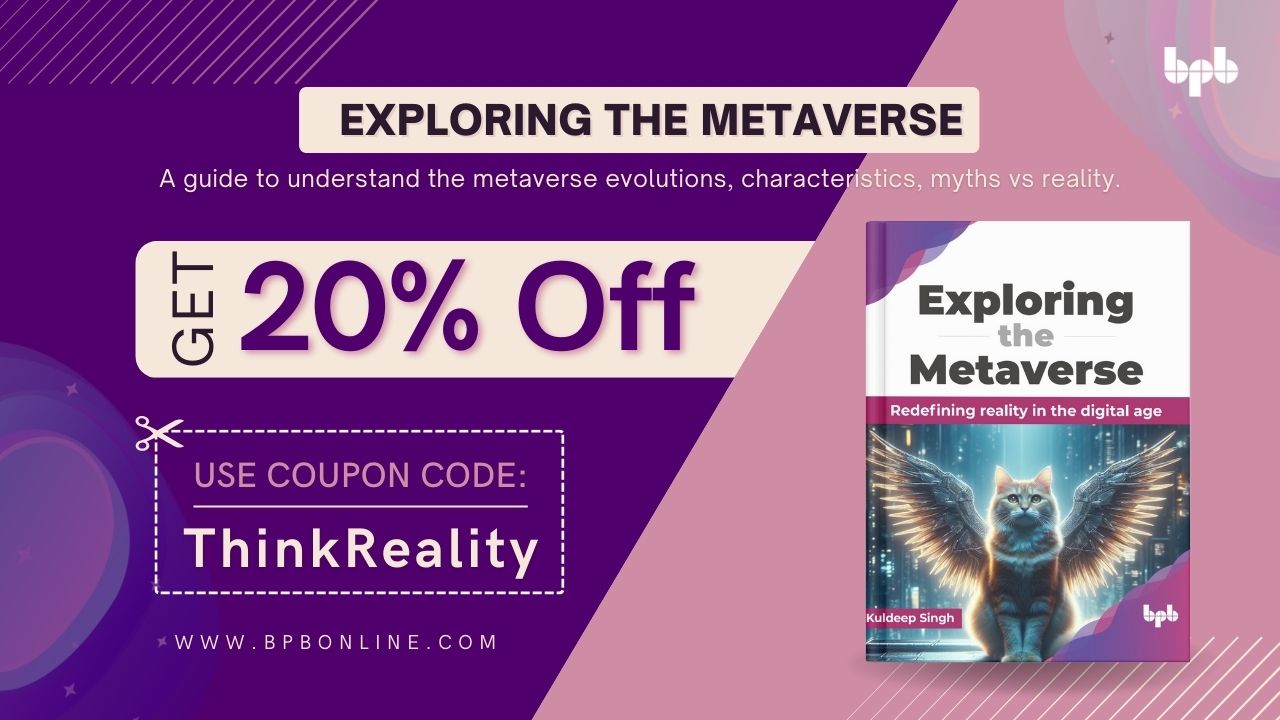 bpb
EXPLORING THE METAVERSE
A guide to understand the metaverse evolutions, characteristics, myths vs reality.
GET
20% Off
USE COUPON CODE:
ThinkReality
WWW.BPBONLINE.COM
Exploring
the
Metaverse
Redefining reality in the digital age
Kuldeep Singh
bpb